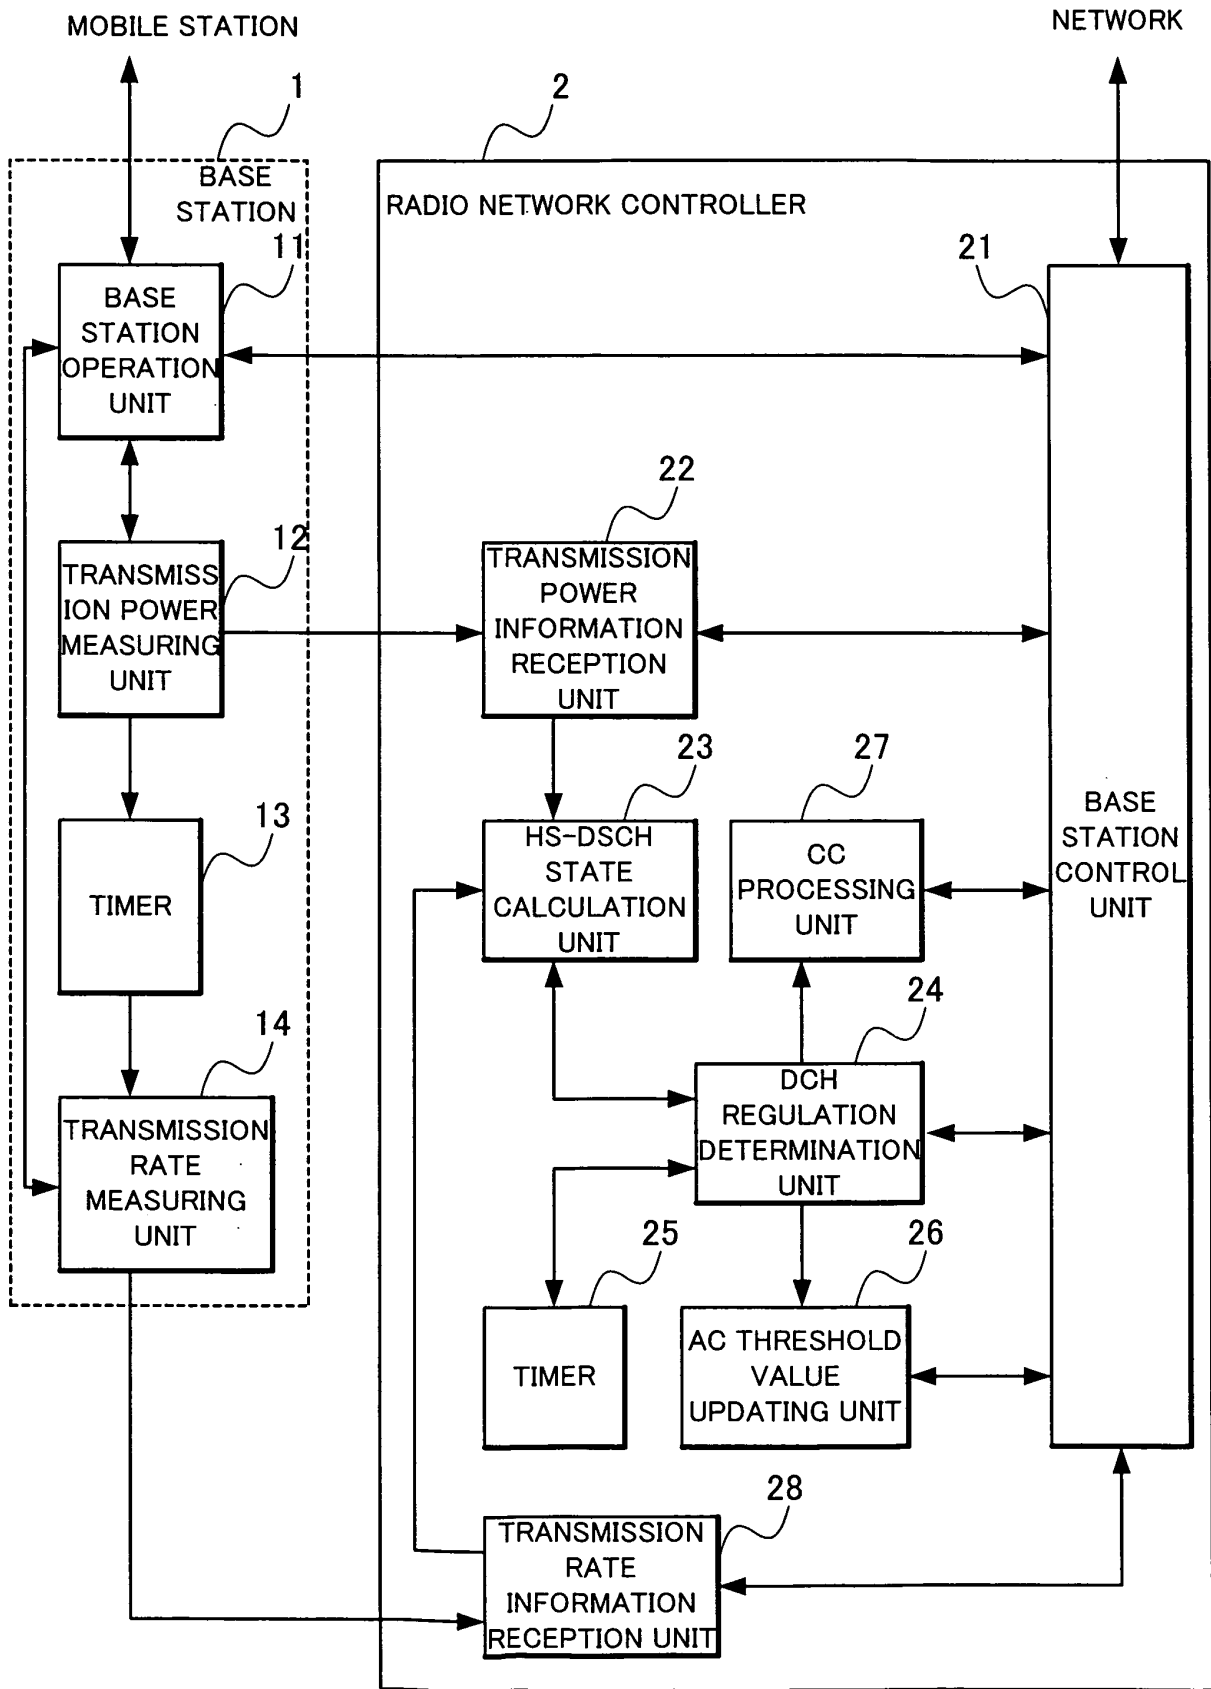 MOBILE STATION
NETWORK
1
2
BASE
STATION
RADIO NETWORK CONTROLLER
11
21
BASE
STATION
OPERATION
UNIT
22
12
TRANSMISS
ION POWER
MEASURING
UNIT
TRANSMISSION
POWER
INFORMATION
RECEPTION
UNIT
23
27
13
TIMER
HS-DSCH
STATE
CALCULATION
UNIT
CC
PROCESSING
UNIT
BASE
STATION
CONTROL
UNIT
24
14
TRANSMISSION
RATE
MEASURING
UNIT
DCH
REGULATION
DETERMINATION
UNIT
25
26
TIMER
AC THRESHOLD
VALUE
UPDATING UNIT
28
TRANSMISSION
RATE
INFORMATION
RECEPTION UNIT